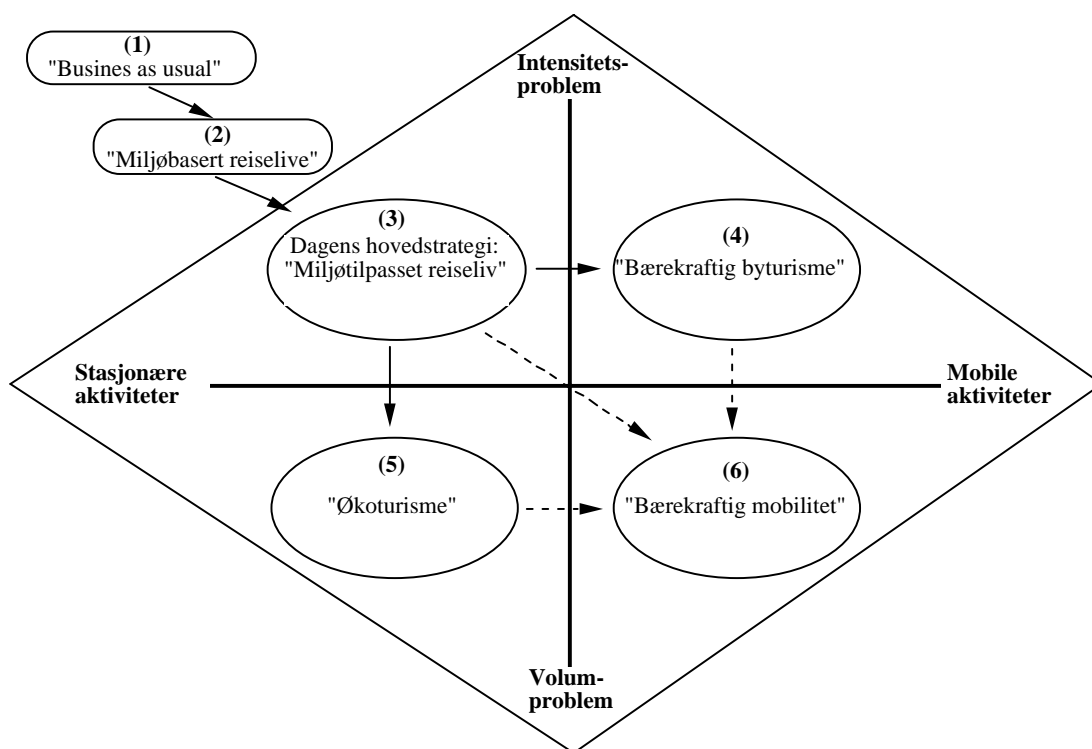 (1)
"Busines as usual"
(2)
"Miljøbasert reiselive"
Intensitets-
problem
(3)
Dagens hovedstrategi:
"Miljøtilpasset reiseliv"
(4)
"Bærekraftig byturisme"
Stasjonære
aktiviteter
Mobile
aktiviteter
(5)
"Økoturisme"
(6)
"Bærekraftig mobilitet"
Volum-
problem